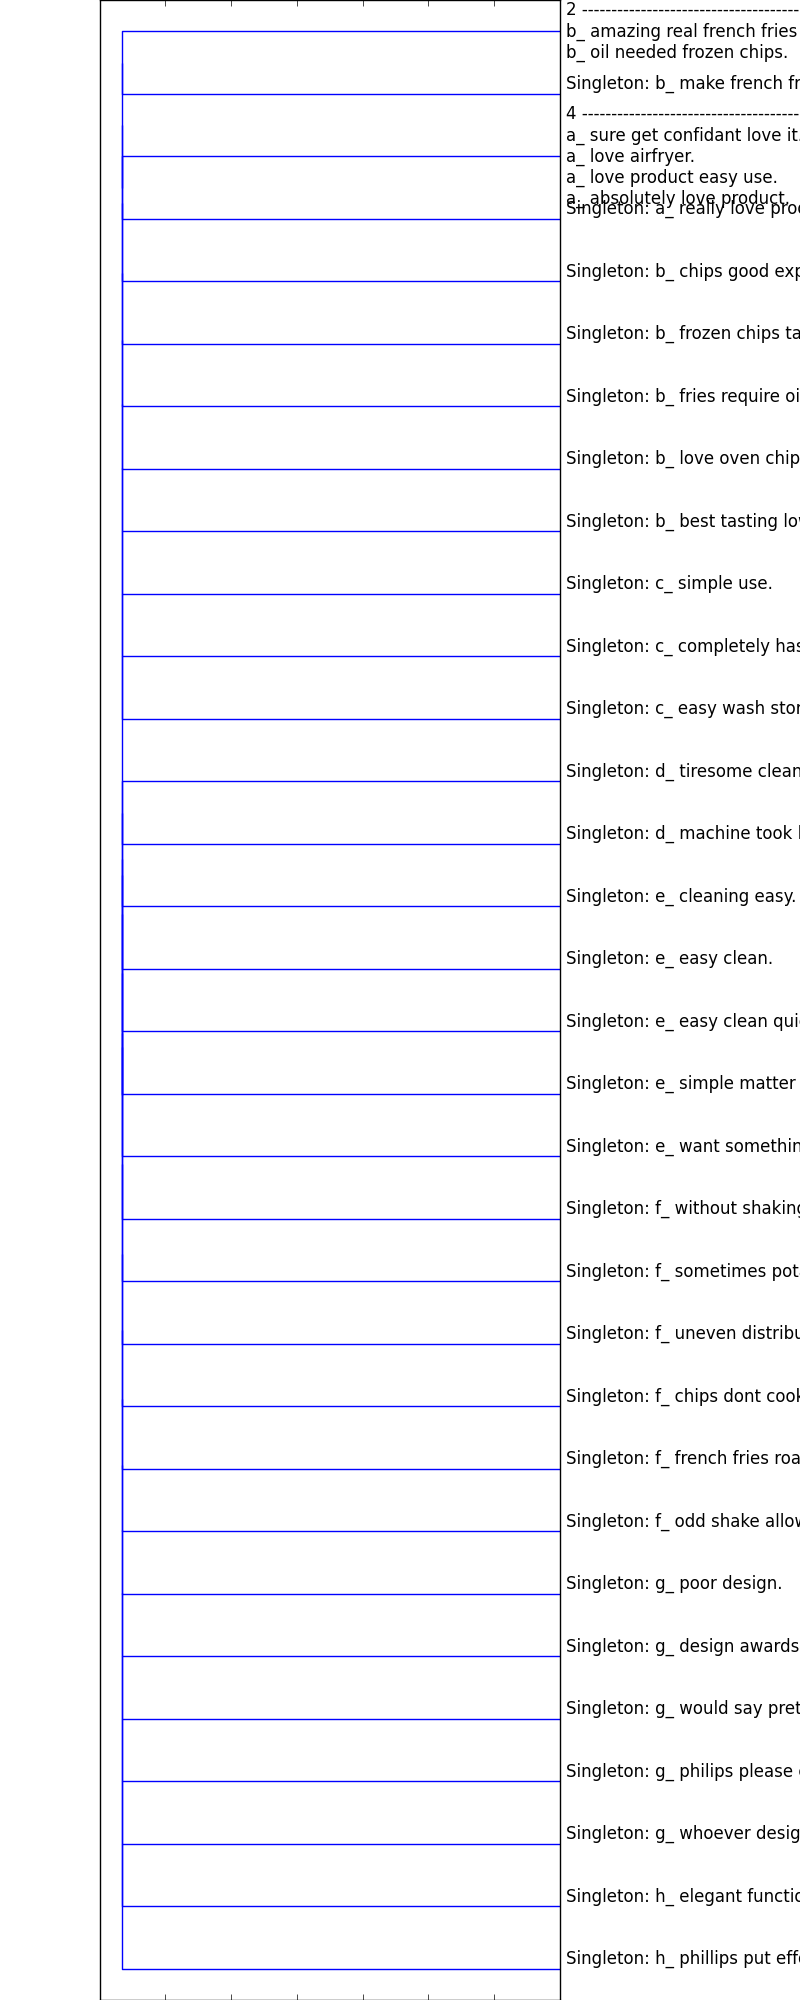 2 -------------------------------------
b_ amazing real french fries
b_ oil needed frozen chips.
Singleton: b_ make french fr
4 -------------------------------------
a_ sure get confidant love it.
a_ love airfryer.
a_ love product easy use.
a_ absolutely love product.
Singleton: a_ really love prod
Singleton: b_ chips good exp
Singleton: b_ frozen chips ta
Singleton: b_ fries require oi
Singleton: b_ love oven chip
Singleton: b_ best tasting lov
Singleton: c_ simple use.
Singleton: c_ completely has
Singleton: c_ easy wash stor
Singleton: d_ tiresome clean
Singleton: d_ machine took l
Singleton: e_ cleaning easy.
Singleton: e_ easy clean.
Singleton: e_ easy clean quic
Singleton: e_ simple matter
Singleton: e_ want somethin
Singleton: f_ without shaking
Singleton: f_ sometimes pota
Singleton: f_ uneven distribu
Singleton: f_ chips dont cook
Singleton: f_ french fries roa
Singleton: f_ odd shake allow
Singleton: g_ poor design.
Singleton: g_ design awards
Singleton: g_ would say pret
Singleton: g_ philips please
Singleton: g_ whoever desig
Singleton: h_ elegant functio
Singleton: h_ phillips put effo